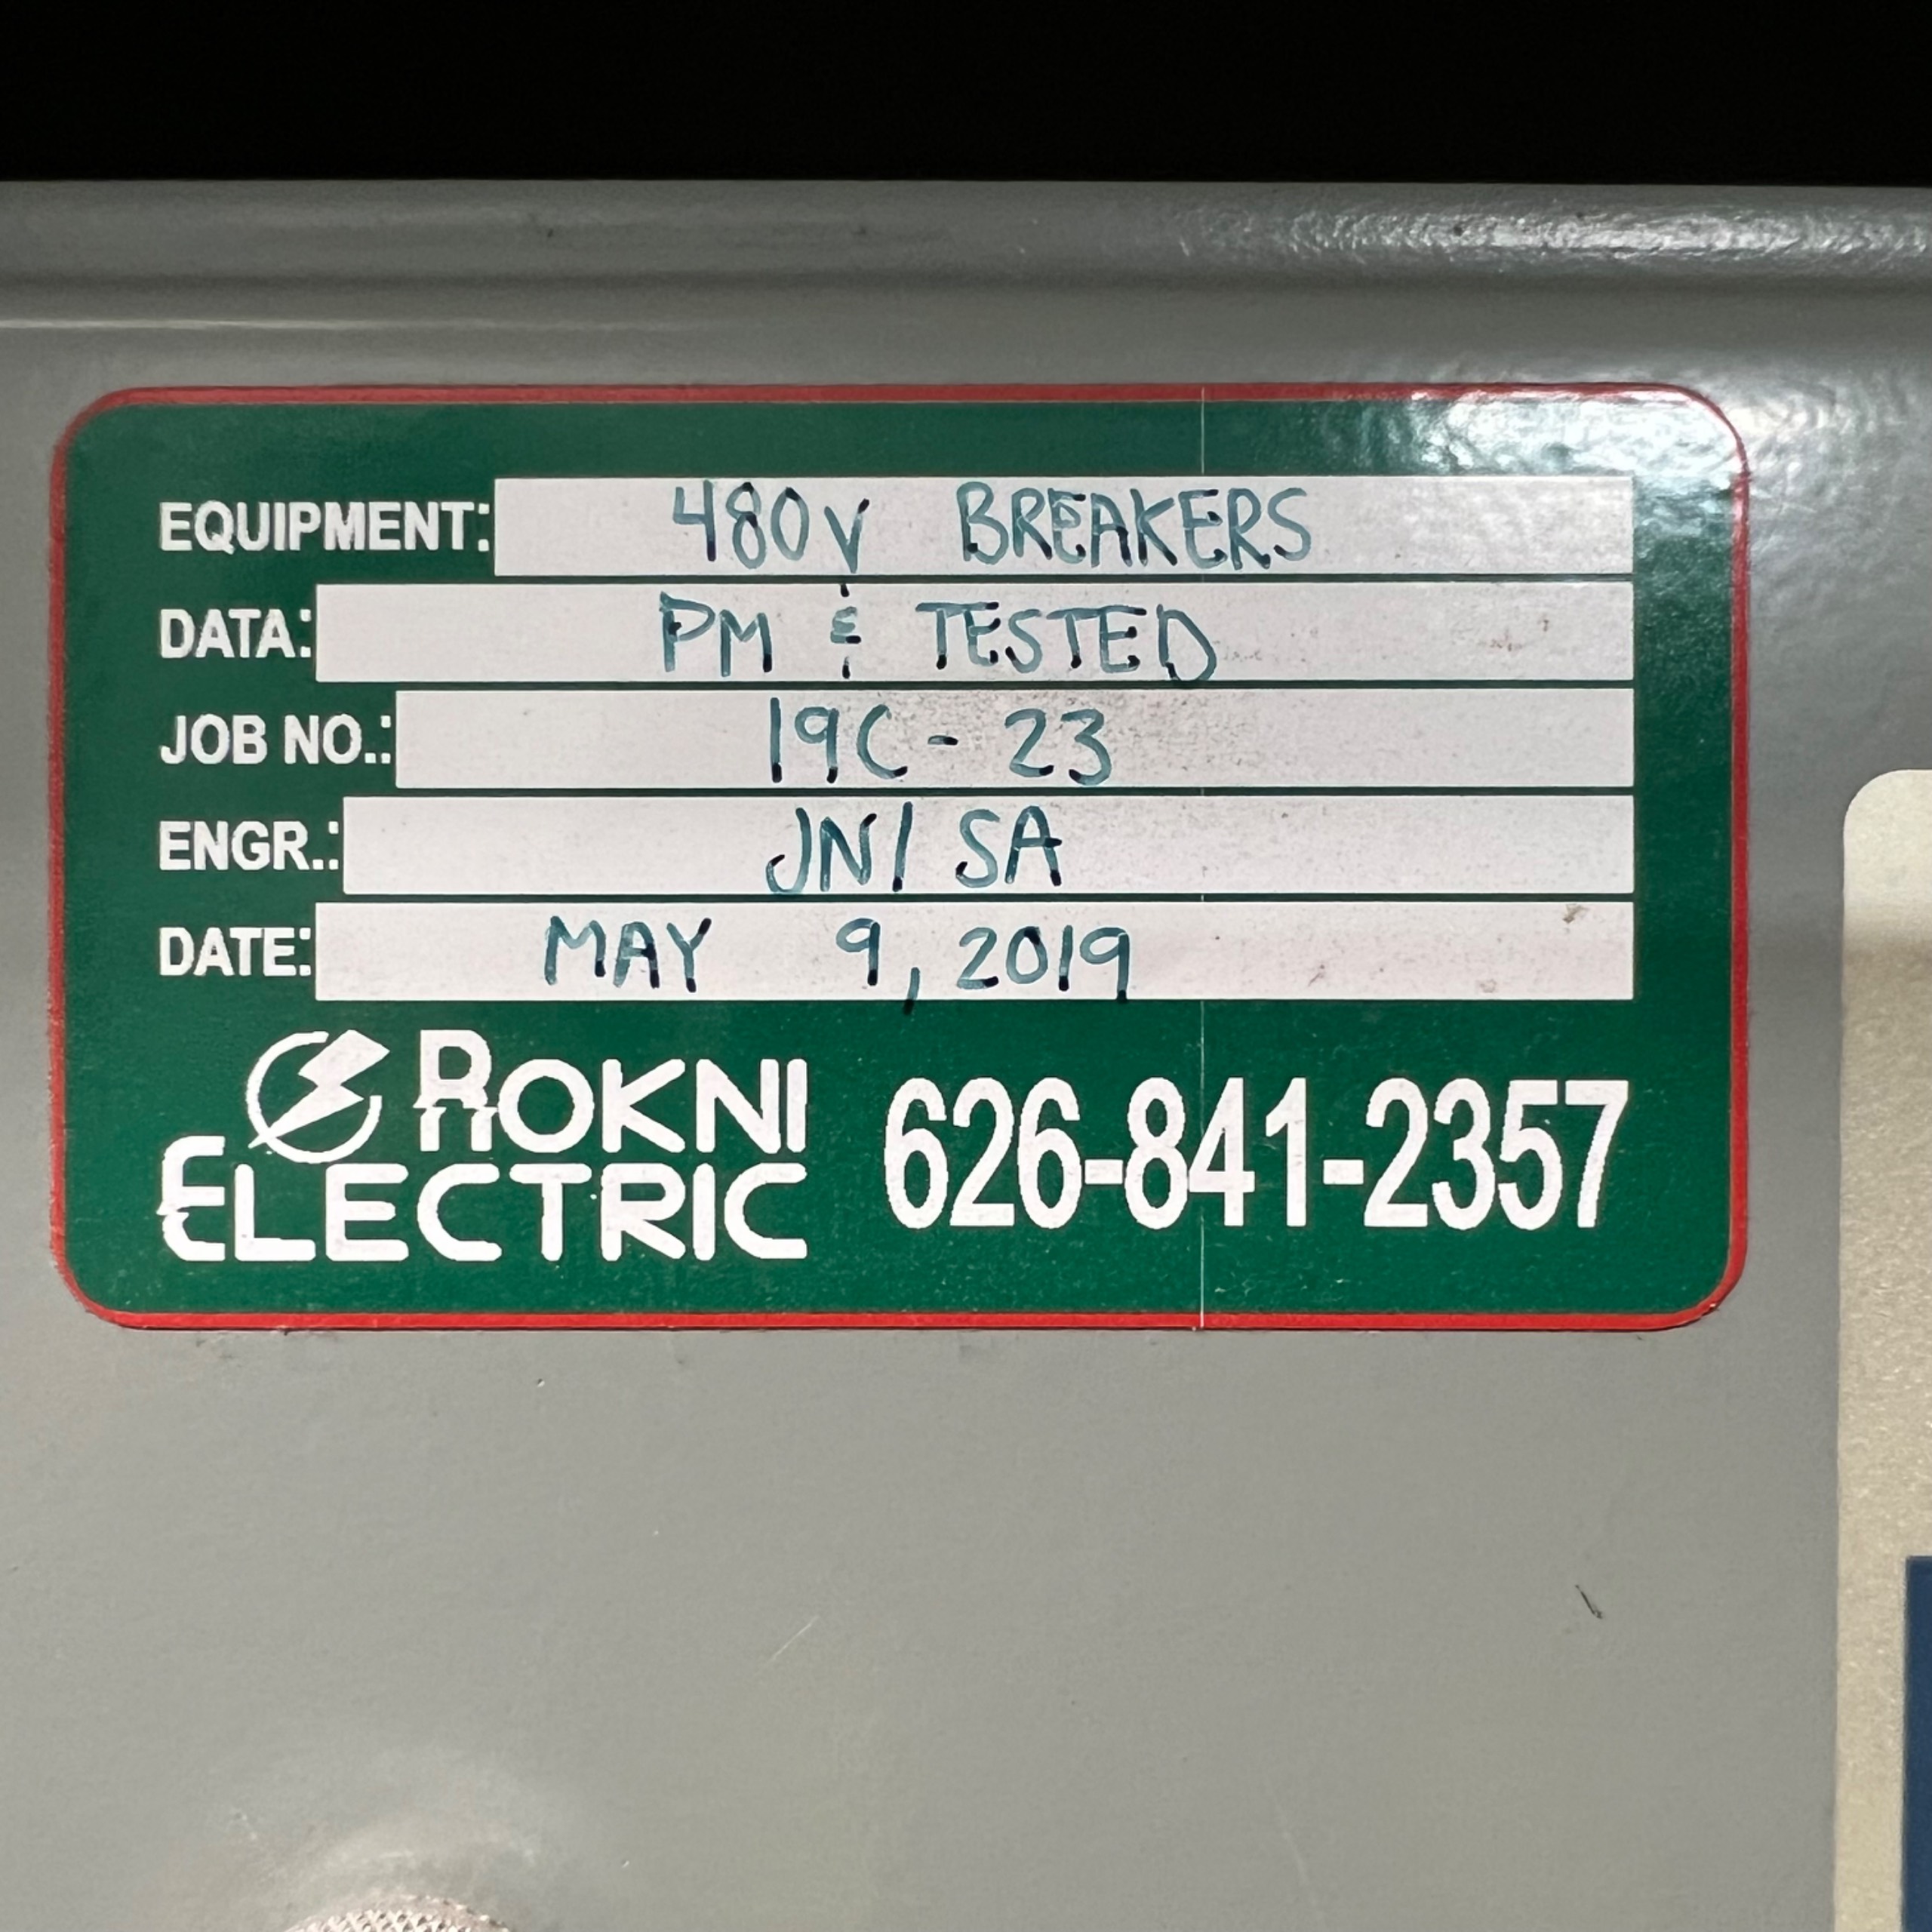 EQUIPMENT: 480V BREAKERS
DATA: PM & TESTED
JOB NO.: 19C - 23
ENGR.: JN/ SA
DATE: MAY 9, 2019
ROKNI
ELECTRIC 626-841-2357